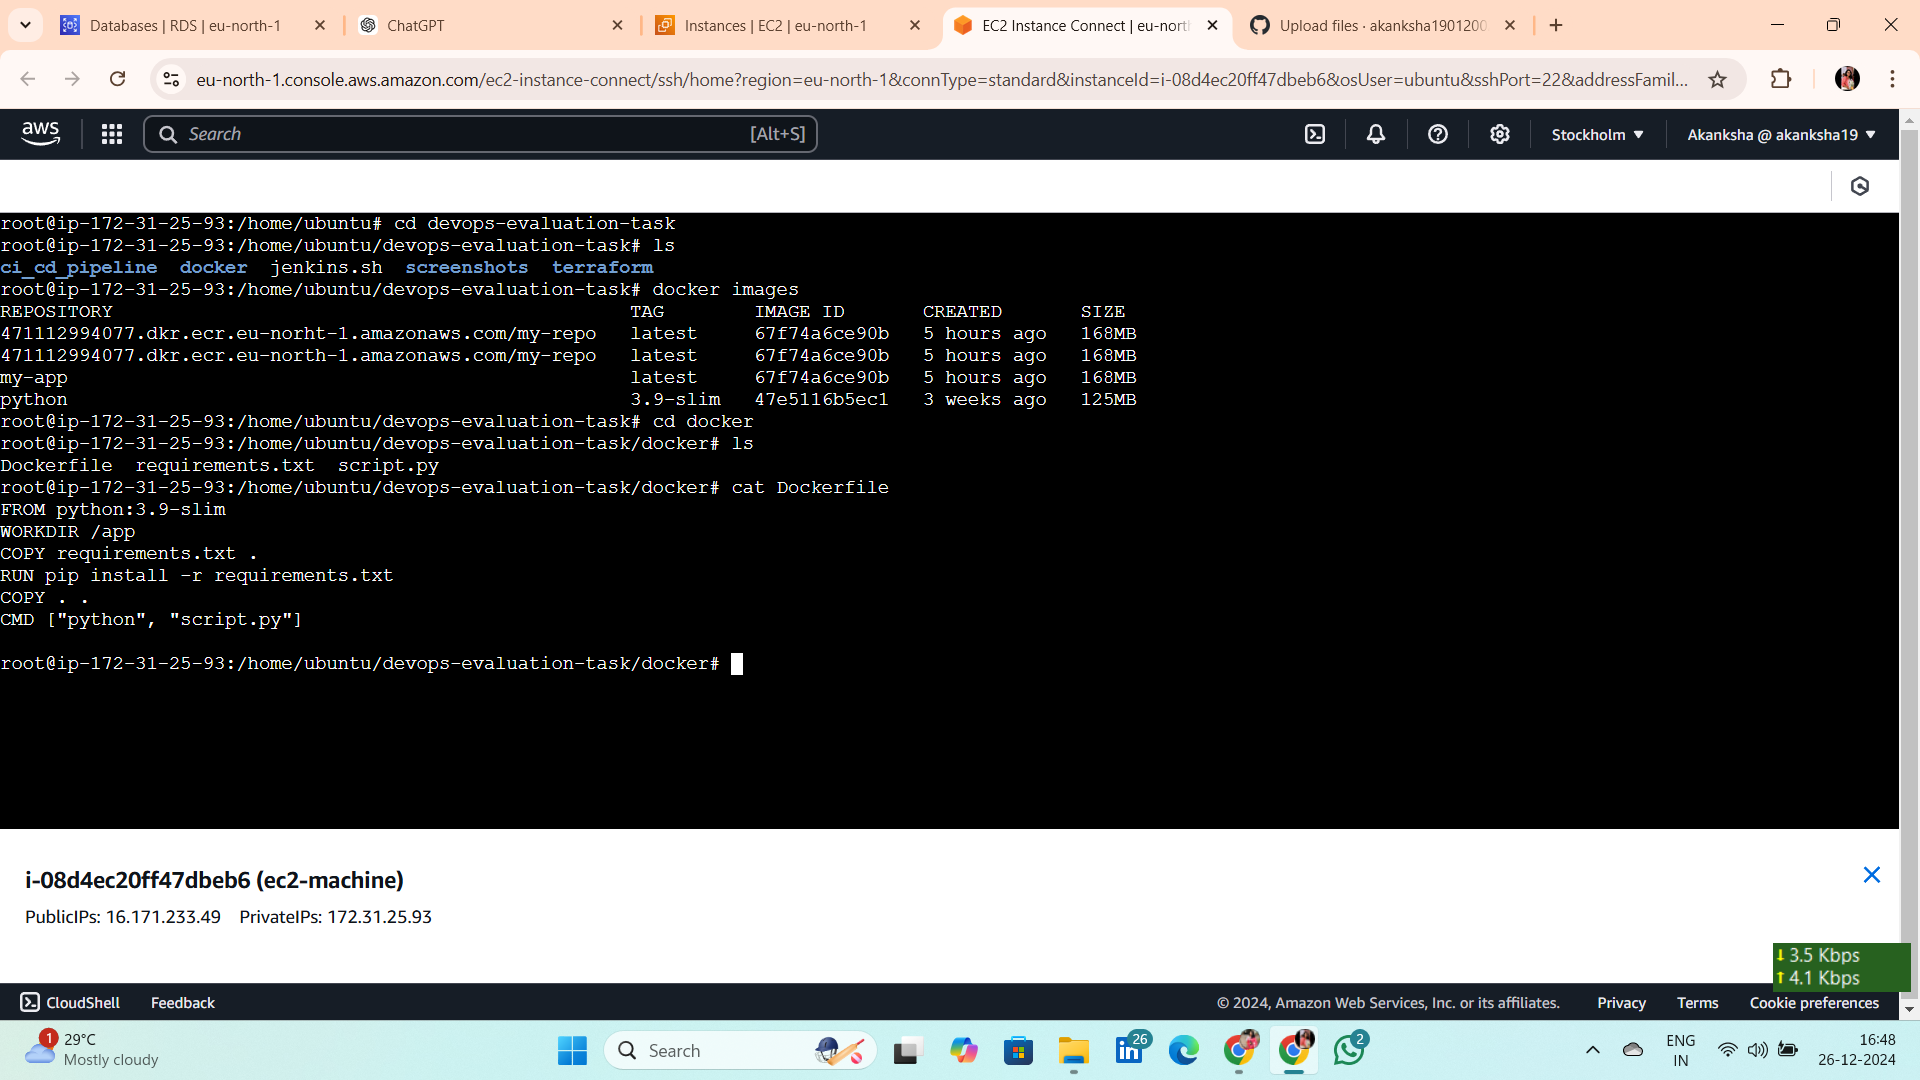 Databases | RDS | eu-north-1
ChatGPT
Instances | EC2 | eu-north-1
EC2 Instance Connect | eu-nort
Upload files · akanksha1901200
eu-north-1.console.aws.amazon.com/ec2-instance-connect/ssh/home?region=eu-north-1&connType=standard&instanceId=i-08d4ec20ff47dbeb6&osUser=ubuntu&sshPort=22&addressFamil...
aws
Search
[Alt+S]
Stockholm
Akanksha @ akanksha19
root@ip-172-31-25-93:/home/ubuntu# cd devops-evaluation-task
root@ip-172-31-25-93:/home/ubuntu/devops-evaluation-task# ls
ci_cd_pipeline  docker  jenkins.sh  screenshots  terraform
root@ip-172-31-25-93:/home/ubuntu/devops-evaluation-task# docker images
REPOSITORY TAG IMAGE ID CREATED SIZE
471112994077.dkr.ecr.eu-norht-1.amazonaws.com/my-repo latest 67f74a6ce90b 5 hours ago 168MB
471112994077.dkr.ecr.eu-north-1.amazonaws.com/my-repo latest 67f74a6ce90b 5 hours ago 168MB
my-app latest 67f74a6ce90b 5 hours ago 168MB
python 3.9-slim 47e5116b5ec1 3 weeks ago 125MB
root@ip-172-31-25-93:/home/ubuntu/devops-evaluation-task# cd docker
root@ip-172-31-25-93:/home/ubuntu/devops-evaluation-task/docker# ls
Dockerfile  requirements.txt  script.py
root@ip-172-31-25-93:/home/ubuntu/devops-evaluation-task/docker# cat Dockerfile
FROM python:3.9-slim
WORKDIR /app
COPY requirements.txt .
RUN pip install -r requirements.txt
COPY . .
CMD ["python", "script.py"]
root@ip-172-31-25-93:/home/ubuntu/devops-evaluation-task/docker#
i-08d4ec20ff47dbeb6 (ec2-machine)
PublicIPs: 16.171.233.49 PrivateIPs: 172.31.25.93
3.5 Kbps
4.1 Kbps
CloudShell
Feedback
© 2024, Amazon Web Services, Inc. or its affiliates.
Privacy
Terms
Cookie preferences
1
29°C
Mostly cloudy
Search
26
2
ENG
IN
16:48
26-12-2024